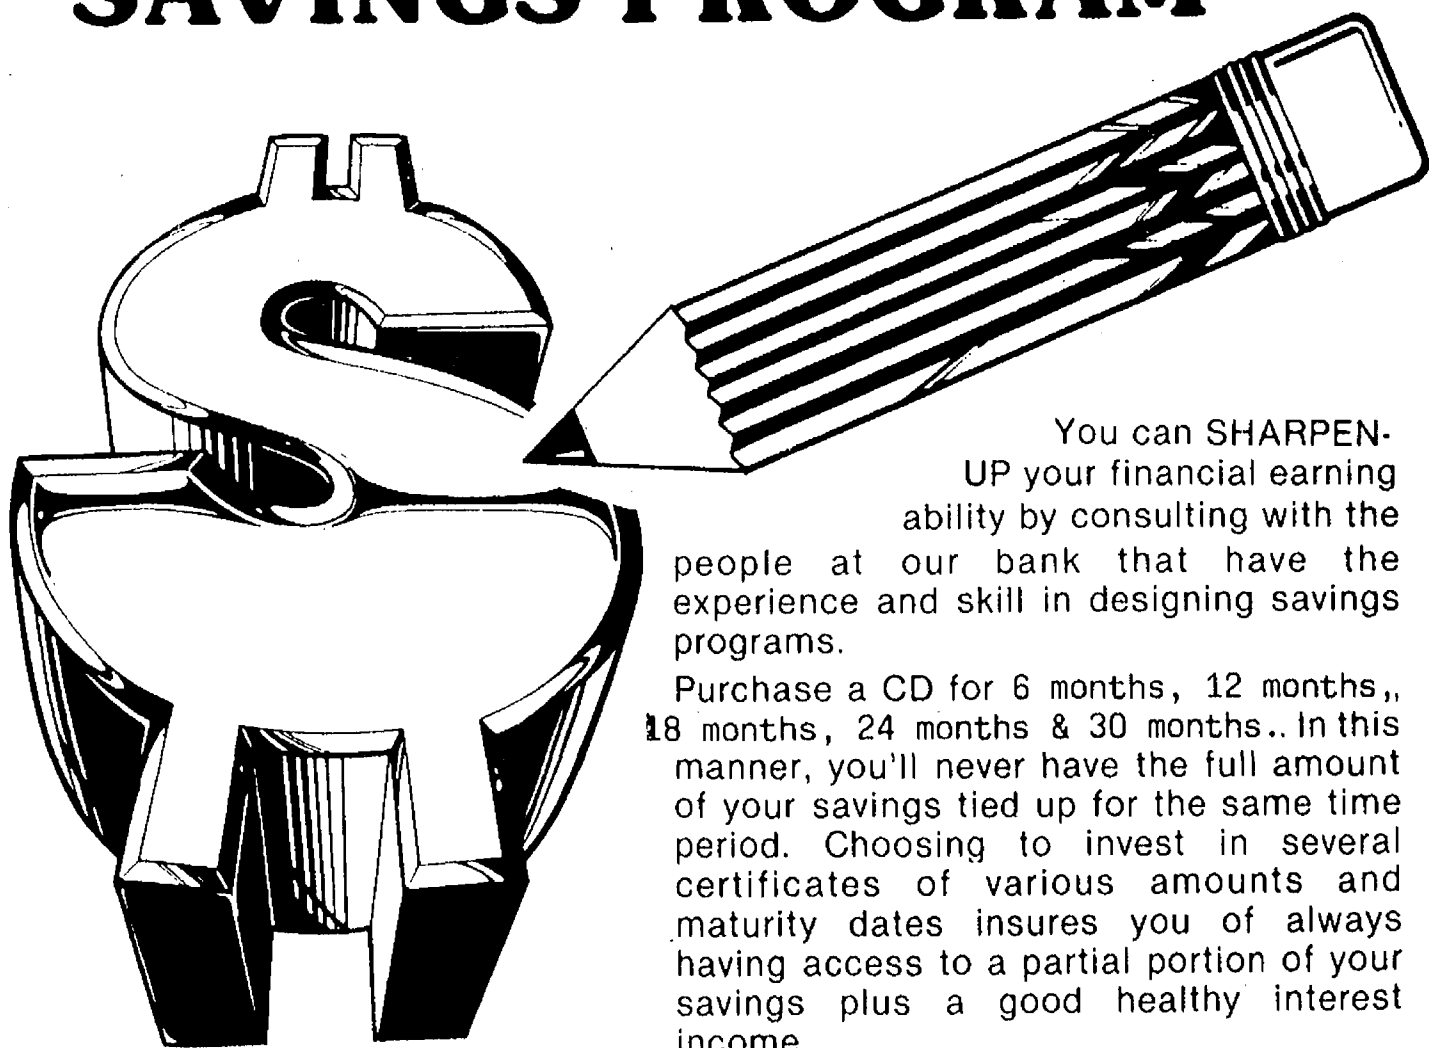 SAVINGS PROGRAM
You can SHARPEN-
UP your financial earning
ability by consulting with the
people at our bank that have the
experience and skill in designing savings
programs.
Purchase a CD for 6 months, 12 months,,
18 months, 24 months & 30 months.. In this
manner, you'll never have the full amount
of your savings tied up for the same time
period. Choosing to invest in several
certificates of various amounts and
maturity dates insures you of always
having access to a partial portion of your
savings plus a good healthy interest
income